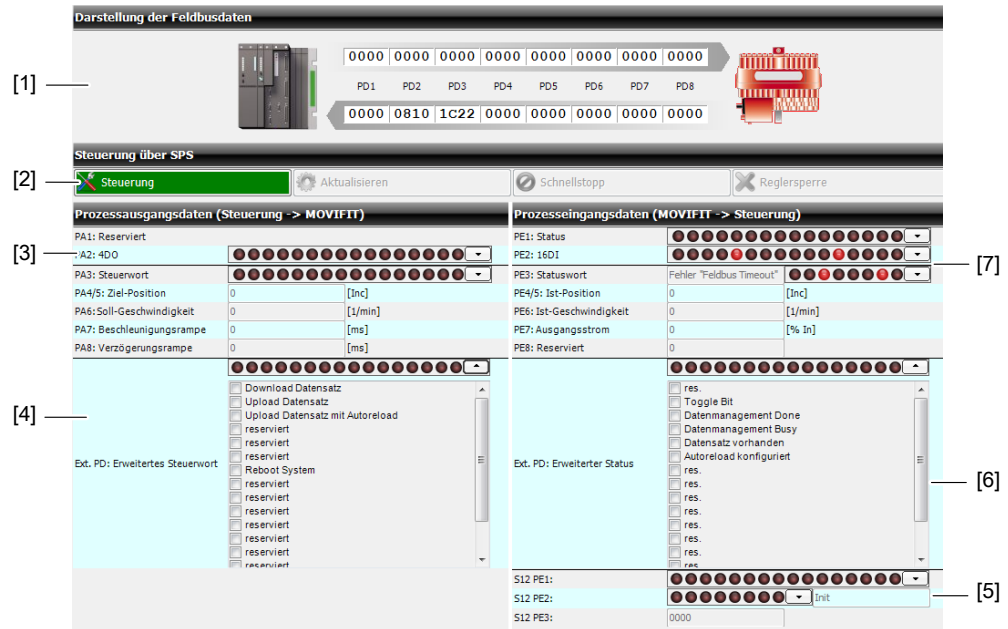 Darstellung der Feldbusdaten
[1]
0000 0000 0000 0000 0000 0000 0000 0000
PD1 PD2 PD3 PD4 PD5 PD6 PD7 PD8
0000 0810 1C22 0000 0000 0000 0000 0000
Steuerung über SPS
[2] Steuerung Aktualisieren Schnellstopp Reglersperre
Prozessausgangsdaten (Steuerung -> MOVIFIT)
PA1: Reserviert
[3] PA2: 4DO
PA3: Steuerwort
PA4/5: Ziel-Position 0 [Inc]
PA6:Soll-Geschwindigkeit 0 [1/min]
PA7: Beschleunigungsrampe 0 [ms]
PA8: Verzögerungsrampe 0 [ms]
[4] Ext. PD: Erweitertes Steuerwort
Download Datensatz
Upload Datensatz
Upload Datensatz mit Autoreload
reserviert
reserviert
reserviert
Reboot System
reserviert
reserviert
reserviert
reserviert
reserviert
reserviert
reserviert
Prozesseingangsdaten (MOVIFIT -> Steuerung)
PE1: Status
PE2: 16DI
[7]
PE3: Statuswort Fehler "Feldbus Timeout"
PE4/5: Ist-Position 0 [Inc]
PE6: Ist-Geschwindigkeit 0 [1/min]
PE7: Ausgangsstrom 0 [% In]
PE8: Reserviert 0
Ext. PD: Erweiterter Status
res.
Toggle Bit
Datenmanagement Done
Datenmanagement Busy
Datensatz vorhanden
Autoreload konfiguriert
res.
res.
res.
res.
res.
res.
res.
res.
[6]
S12 PE1:
S12 PE2: Init [5]
S12 PE3: 0000